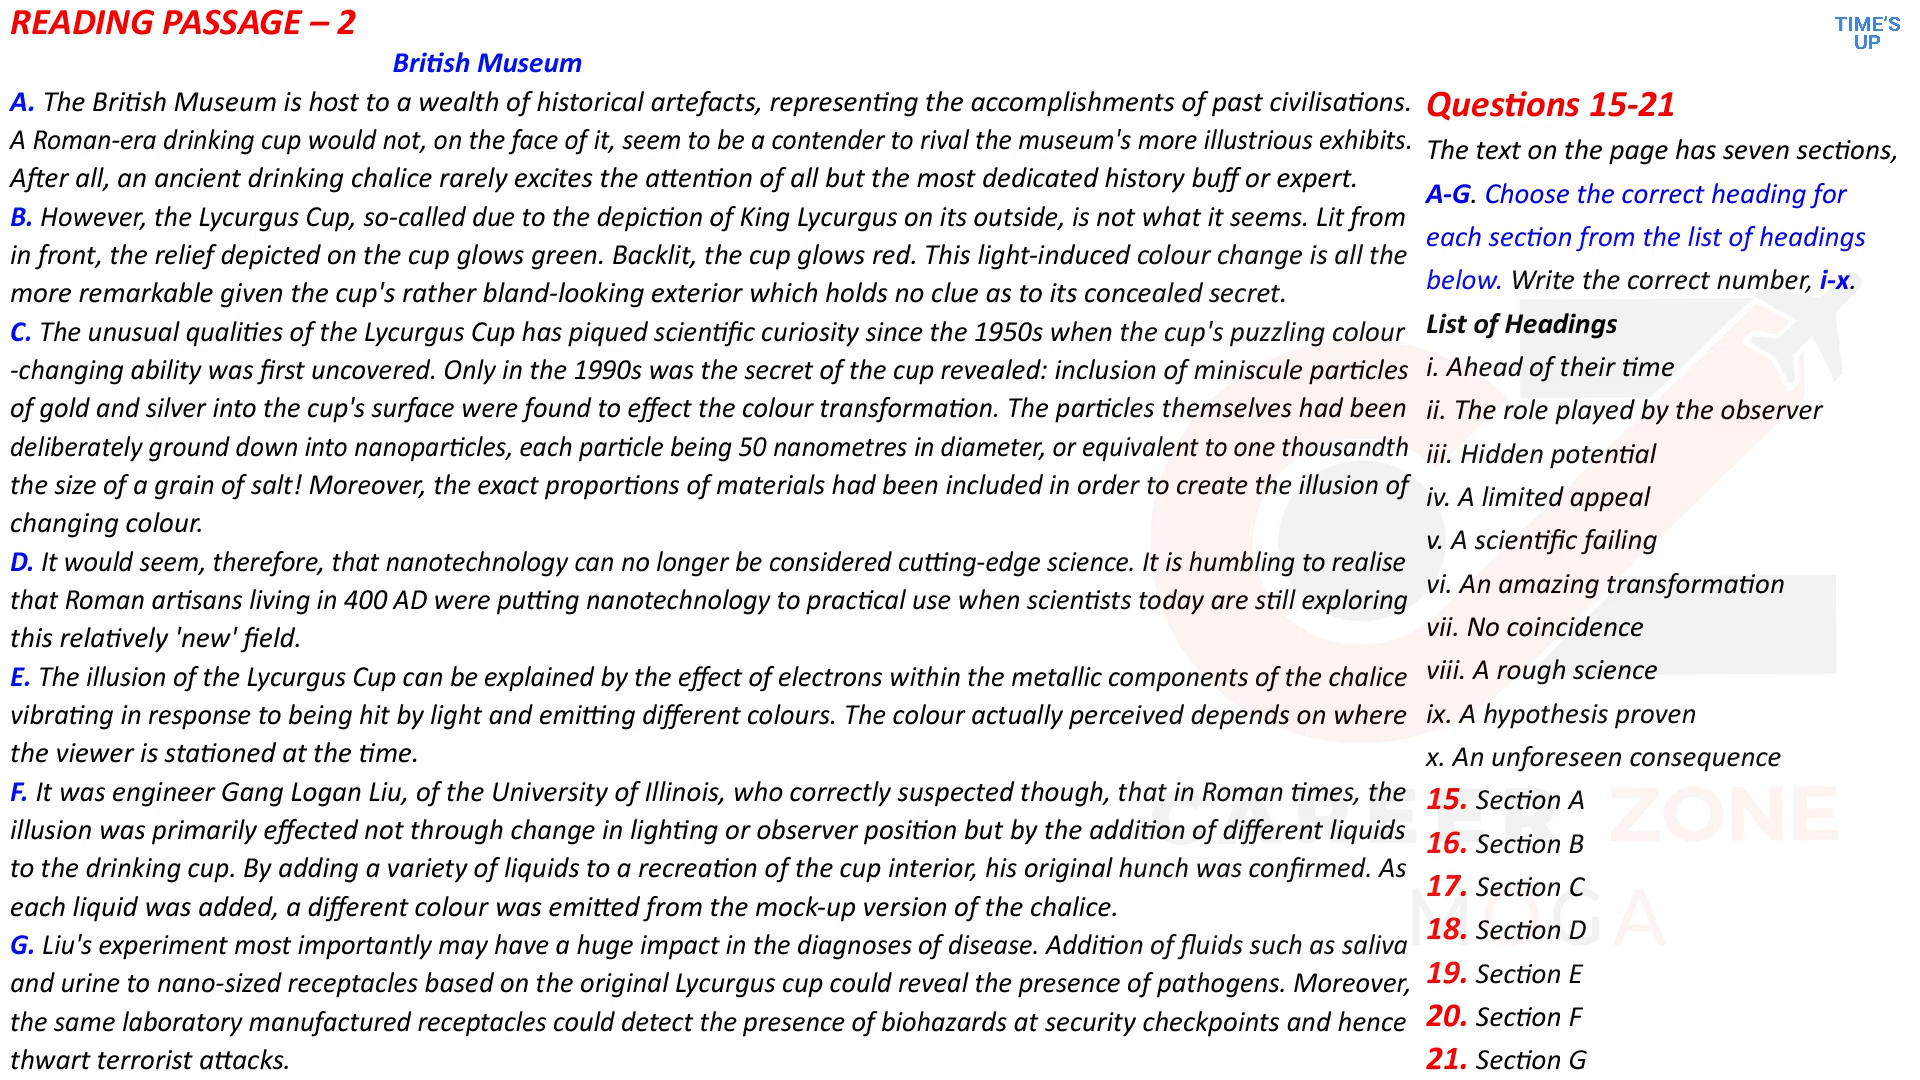 READING PASSAGE – 2
TIME'S
UP
British Museum
A. The British Museum is host to a wealth of historical artefacts, representing the accomplishments of past civilisations.
A Roman-era drinking cup would not, on the face of it, seem to be a contender to rival the museum's more illustrious exhibits.
After all, an ancient drinking chalice rarely excites the attention of all but the most dedicated history buff or expert.
B. However, the Lycurgus Cup, so-called due to the depiction of King Lycurgus on its outside, is not what it seems. Lit from
in front, the relief depicted on the cup glows green. Backlit, the cup glows red. This light-induced colour change is all the
more remarkable given the cup's rather bland-looking exterior which holds no clue as to its concealed secret.
C. The unusual qualities of the Lycurgus Cup has piqued scientific curiosity since the 1950s when the cup's puzzling colour
-changing ability was first uncovered. Only in the 1990s was the secret of the cup revealed: inclusion of miniscule particles
of gold and silver into the cup's surface were found to effect the colour transformation. The particles themselves had been
deliberately ground down into nanoparticles, each particle being 50 nanometres in diameter, or equivalent to one thousandth
the size of a grain of salt! Moreover, the exact proportions of materials had been included in order to create the illusion of
changing colour.
D. It would seem, therefore, that nanotechnology can no longer be considered cutting-edge science. It is humbling to realise
that Roman artisans living in 400 AD were putting nanotechnology to practical use when scientists today are still exploring
this relatively 'new' field.
E. The illusion of the Lycurgus Cup can be explained by the effect of electrons within the metallic components of the chalice
vibrating in response to being hit by light and emitting different colours. The colour actually perceived depends on where
the viewer is stationed at the time.
F. It was engineer Gang Logan Liu, of the University of Illinois, who correctly suspected though, that in Roman times, the
illusion was primarily effected not through change in lighting or observer position but by the addition of different liquids
to the drinking cup. By adding a variety of liquids to a recreation of the cup interior, his original hunch was confirmed. As
each liquid was added, a different colour was emitted from the mock-up version of the chalice.
G. Liu's experiment most importantly may have a huge impact in the diagnoses of disease. Addition of fluids such as saliva
and urine to nano-sized receptacles based on the original Lycurgus cup could reveal the presence of pathogens. Moreover,
the same laboratory manufactured receptacles could detect the presence of biohazards at security checkpoints and hence
thwart terrorist attacks.
Questions 15-21
The text on the page has seven sections,
A-G. Choose the correct heading for
each section from the list of headings
below. Write the correct number, i-x.
List of Headings
i. Ahead of their time
ii. The role played by the observer
iii. Hidden potential
iv. A limited appeal
v. A scientific failing
vi. An amazing transformation
vii. No coincidence
viii. A rough science
ix. A hypothesis proven
x. An unforeseen consequence
15. Section A
16. Section B
17. Section C
18. Section D
19. Section E
20. Section F
21. Section G
CAREER ZONE
MOGA